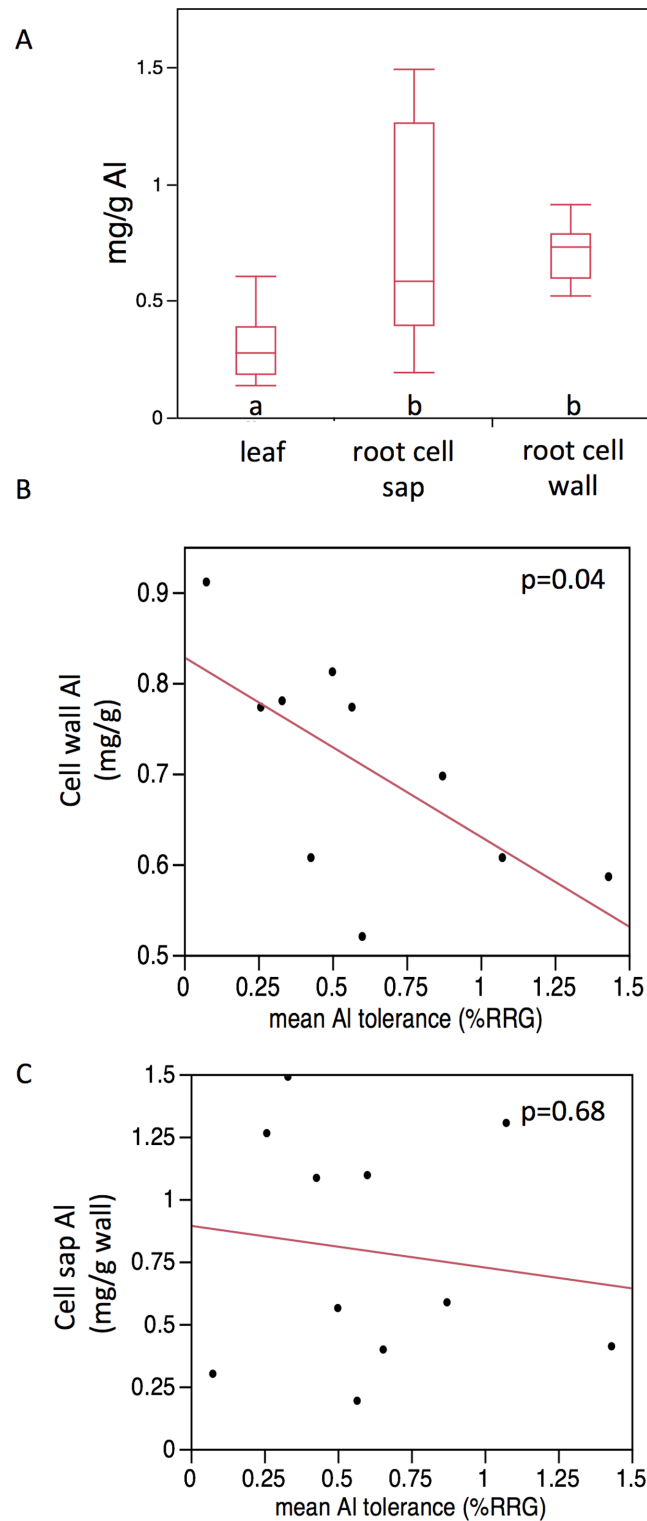 A
mg/g Al
1.5
1
0.5
0
a
b
b
leaf
root cell
sap
root cell
wall
B
p=0.04
Cell wall Al
(mg/g)
0.9
0.8
0.7
0.6
0.5
0
0.25
0.5
0.75
1
1.25
1.5
mean Al tolerance (%RRG)
C
p=0.68
Cell sap Al
(mg/g wall)
1.5
1.25
1
0.75
0.5
0.25
0
0
0.25
0.5
0.75
1
1.25
1.5
mean Al tolerance (%RRG)